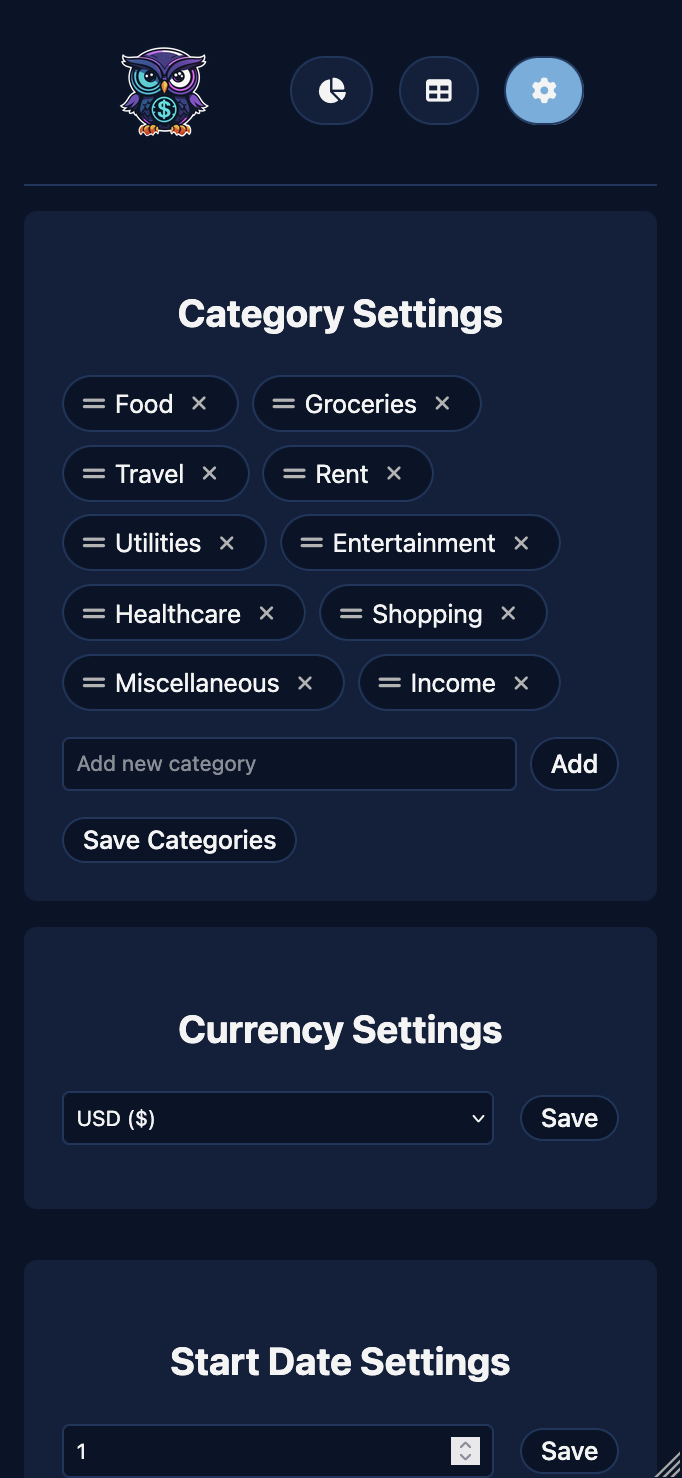 $
Category Settings
Food × Groceries ×
Travel × Rent ×
Utilities × Entertainment ×
Healthcare × Shopping ×
Miscellaneous × Income ×
Add new category Add
Save Categories
Currency Settings
USD ($) Save
Start Date Settings
1 Save